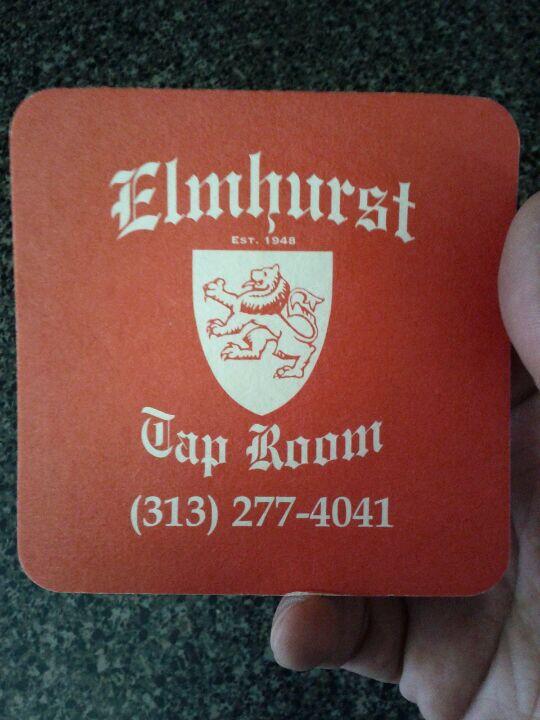 Elmhurst
EST. 1948
Tap Room
(313) 277-4041